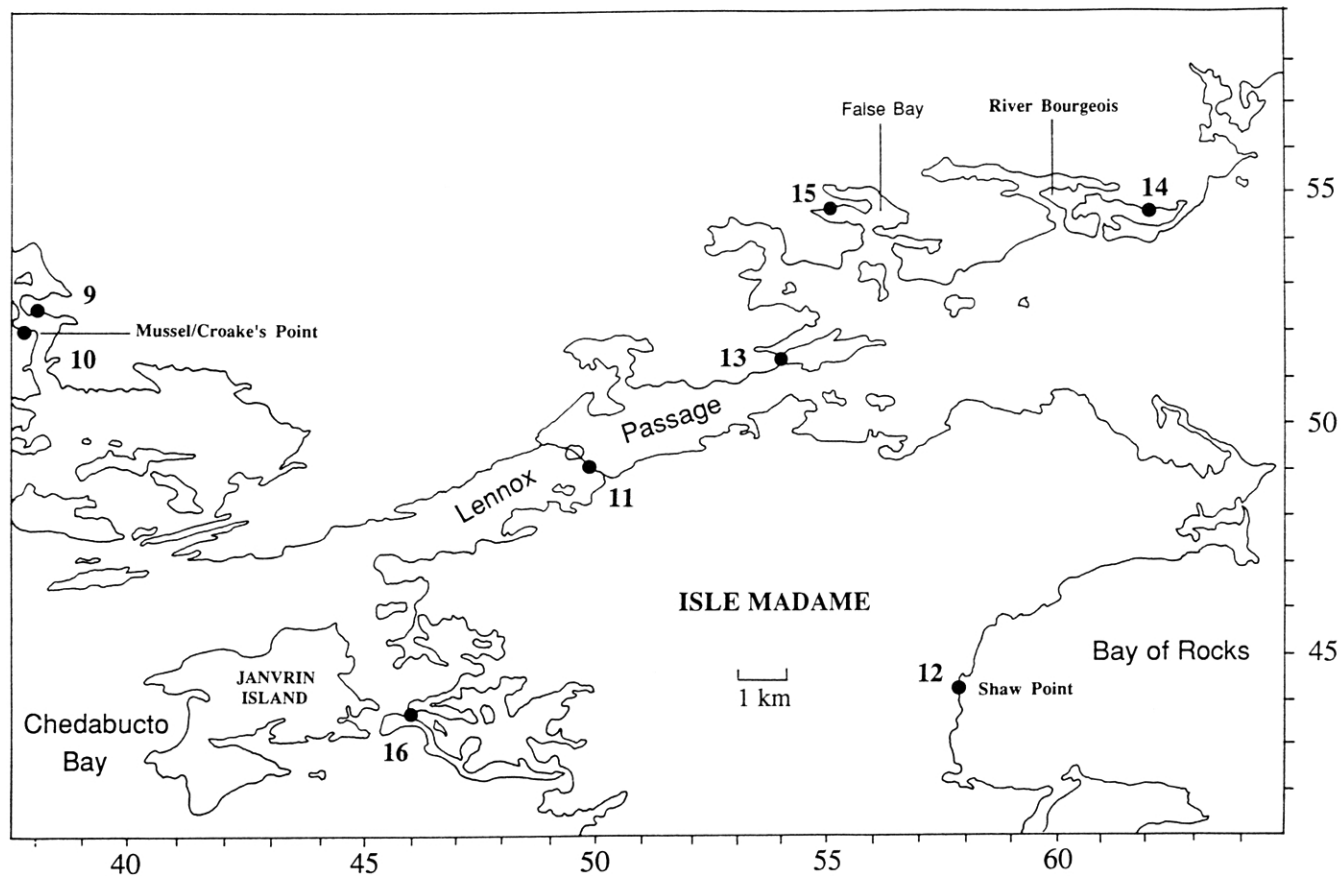 False Bay
River Bourgeois
15
14
55
9
Mussel/Croake's Point
10
13
Passage
50
Lennox
11
ISLE MADAME
JANVRIN
ISLAND
1 km
12
Shaw Point
Bay of Rocks
45
Chedabucto
Bay
16
40
45
50
55
60